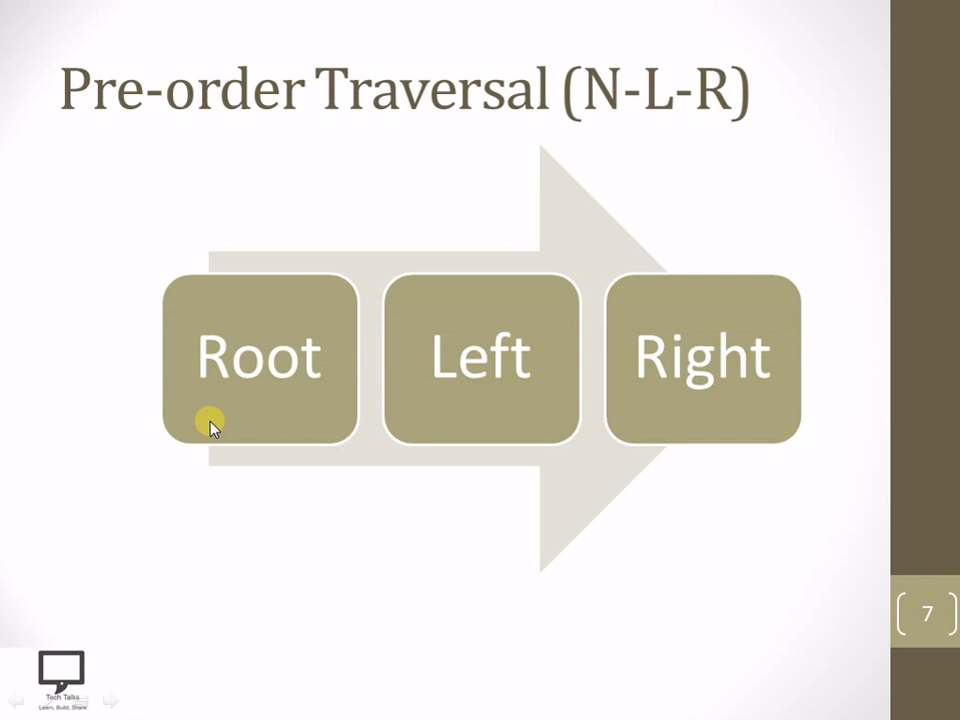 Pre-order Traversal (N-L-R)
Root
Left
Right
7
Tech Talks
Learn, Build, Share